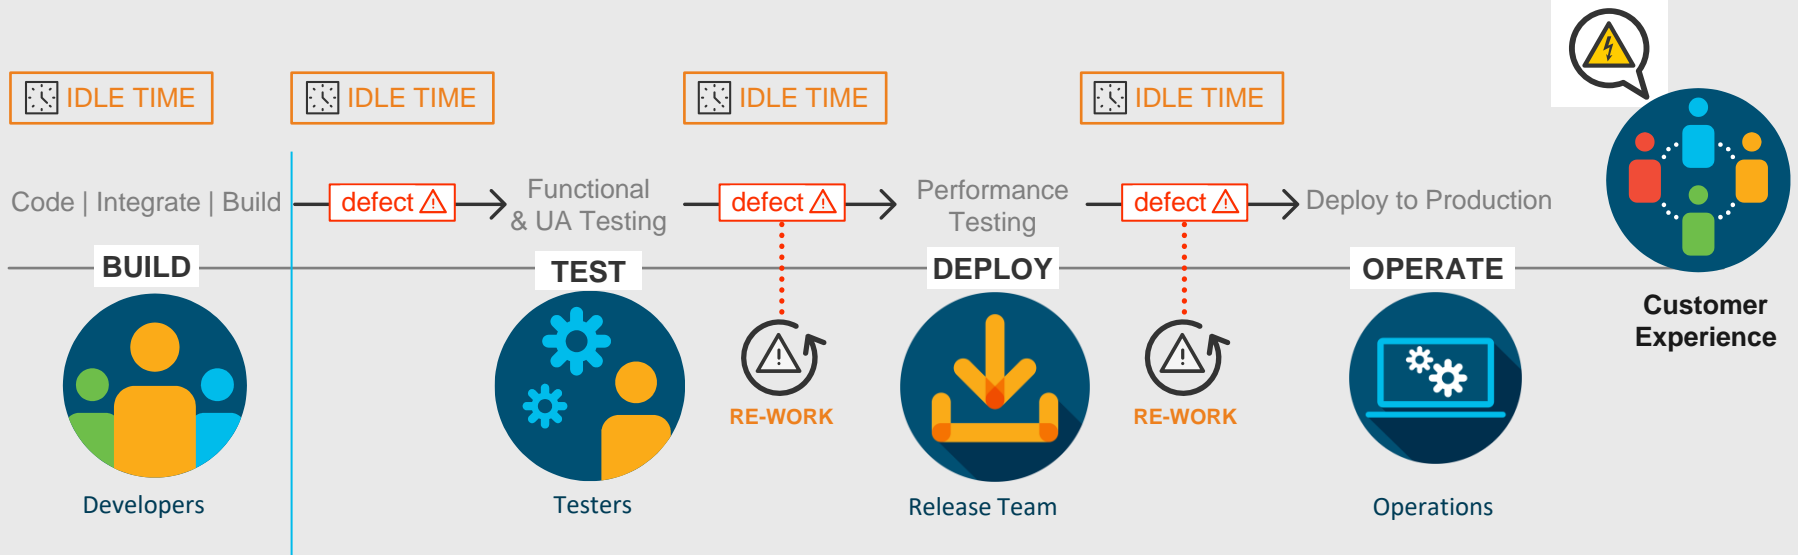 IDLE TIME
IDLE TIME
IDLE TIME
IDLE TIME
Code | Integrate | Build
defect
Functional
& UA Testing
defect
Performance
Testing
defect
Deploy to Production
BUILD
TEST
DEPLOY
OPERATE
Customer
Experience
RE-WORK
RE-WORK
Developers
Testers
Release Team
Operations